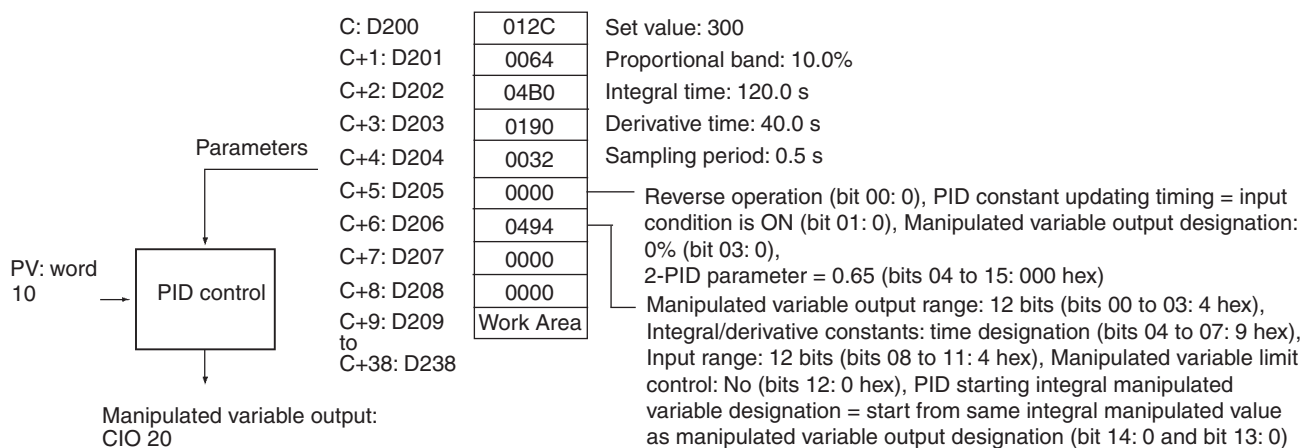 C: D200 012C Set value: 300
C+1: D201 0064 Proportional band: 10.0%
C+2: D202 04B0 Integral time: 120.0 s
C+3: D203 0190 Derivative time: 40.0 s
Parameters
C+4: D204 0032 Sampling period: 0.5 s
C+5: D205 0000
Reverse operation (bit 00: 0), PID constant updating timing = input
condition is ON (bit 01: 0), Manipulated variable output designation:
0% (bit 03: 0),
2-PID parameter = 0.65 (bits 04 to 15: 000 hex)
C+6: D206 0494
C+7: D207 0000
C+8: D208 0000
C+9: D209 Work Area
to
C+38: D238
Manipulated variable output range: 12 bits (bits 00 to 03: 4 hex),
Integral/derivative constants: time designation (bits 04 to 07: 9 hex),
Input range: 12 bits (bits 08 to 11: 4 hex), Manipulated variable limit
control: No (bits 12: 0 hex), PID starting integral manipulated
variable designation = start from same integral manipulated value
as manipulated variable output designation (bit 14: 0 and bit 13: 0)
PV: word
10
PID control
Manipulated variable output:
CIO 20